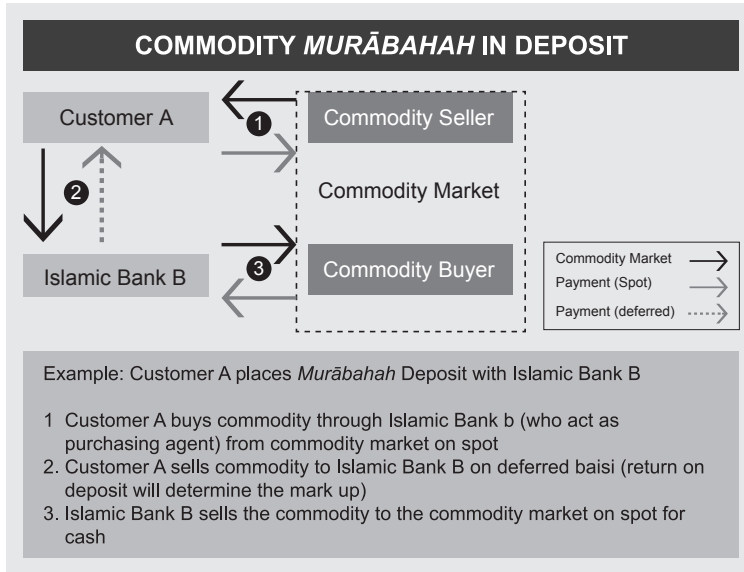 COMMODITY MURĀBAHAH IN DEPOSIT
Customer A
1
Commodity Seller
2
Commodity Market
Islamic Bank B
3
Commodity Buyer
Commodity Market
Payment (Spot)
Payment (deferred)
Example: Customer A places Murābahah Deposit with Islamic Bank B
1 Customer A buys commodity through Islamic Bank b (who act as
purchasing agent) from commodity market on spot
2. Customer A sells commodity to Islamic Bank B on deferred baisi (return on
deposit will determine the mark up)
3. Islamic Bank B sells the commodity to the commodity market on spot for
cash